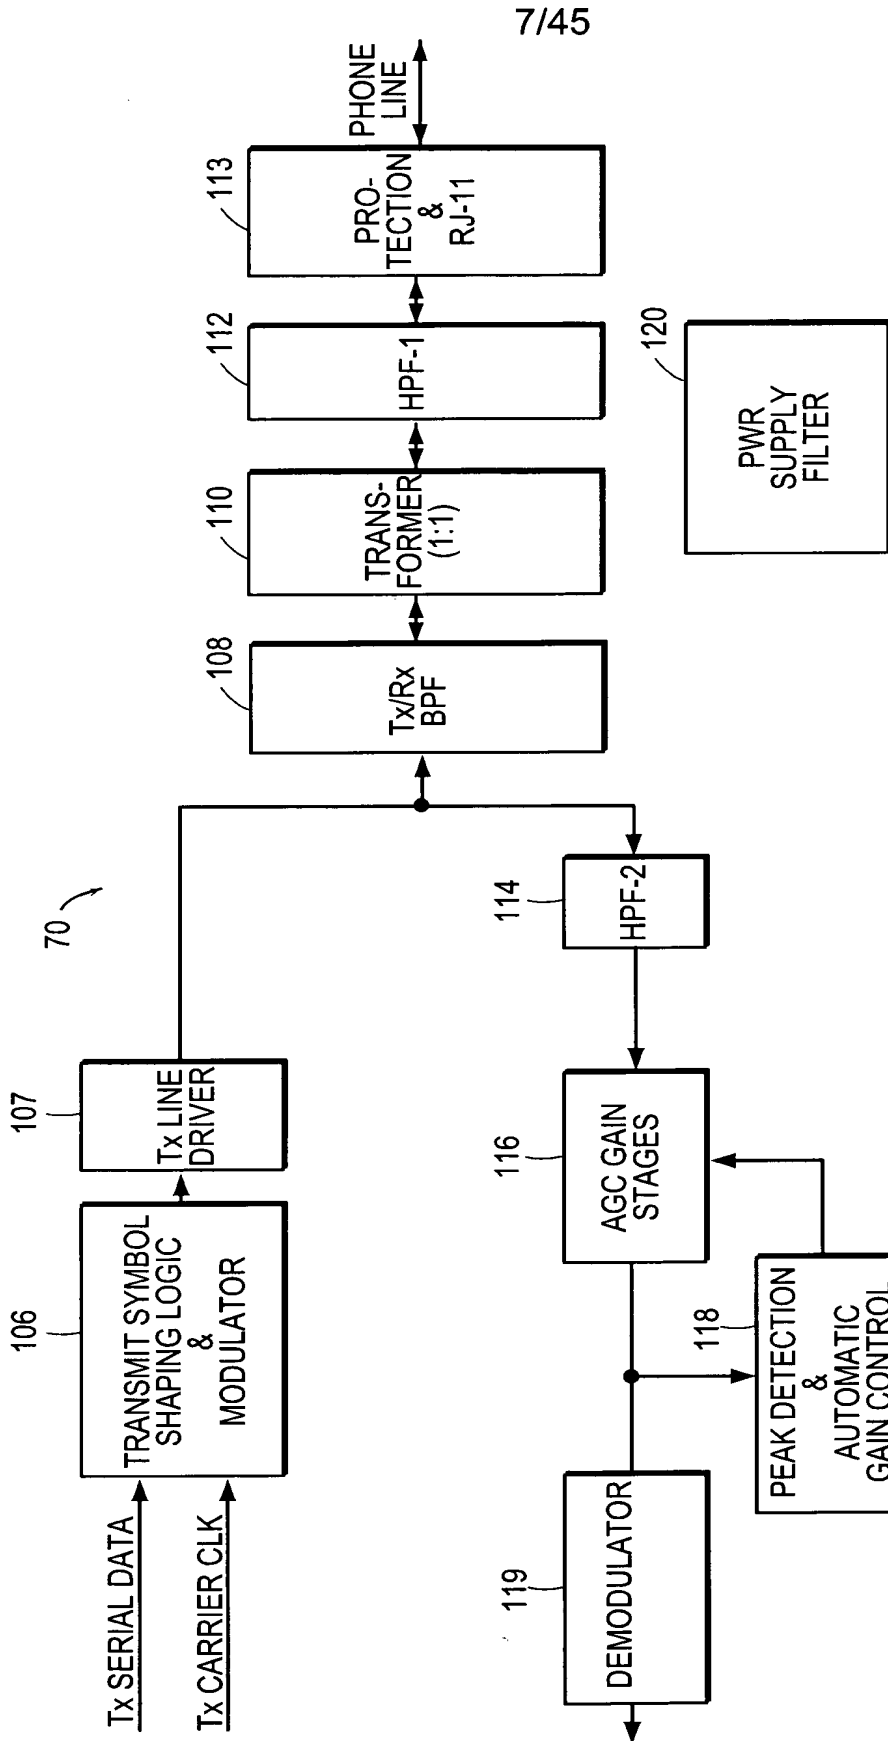 7/45
70
Tx SERIAL DATA
Tx CARRIER CLK
106
TRANSMIT SYMBOL
SHAPING LOGIC
&
MODULATOR
107
Tx LINE
DRIVER
108
Tx/Rx
BPF
110
TRANS-
FORMER
(1:1)
112
HPF-1
113
PRO-
TECTION
&
RJ-11
PHONE
LINE
114
HPF-2
116
AGC GAIN
STAGES
118
PEAK DETECTION
&
AUTOMATIC
GAIN CONTROL
119
DEMODULATOR
120
PWR
SUPPLY
FILTER